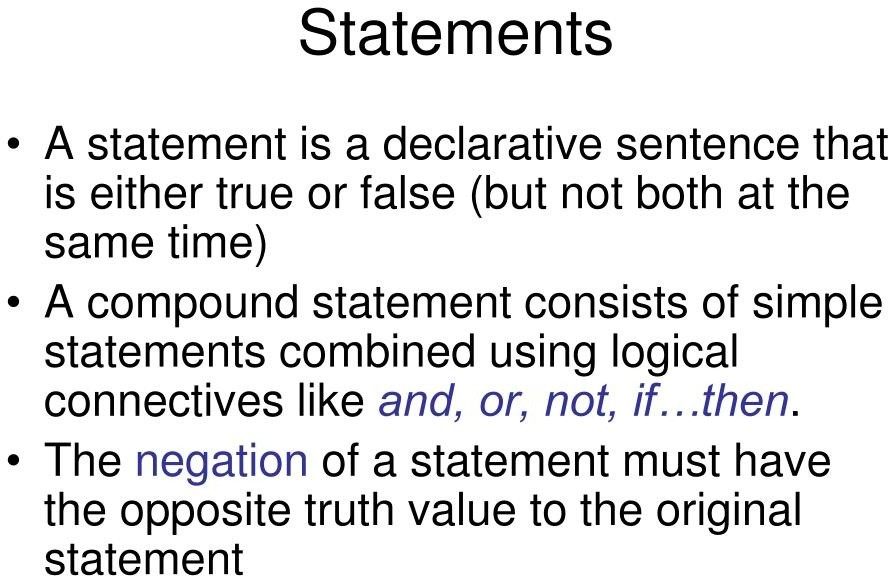 Statements
• A statement is a declarative sentence that
is either true or false (but not both at the
same time)
• A compound statement consists of simple
statements combined using logical
connectives like and, or, not, if…then.
• The negation of a statement must have
the opposite truth value to the original
statement